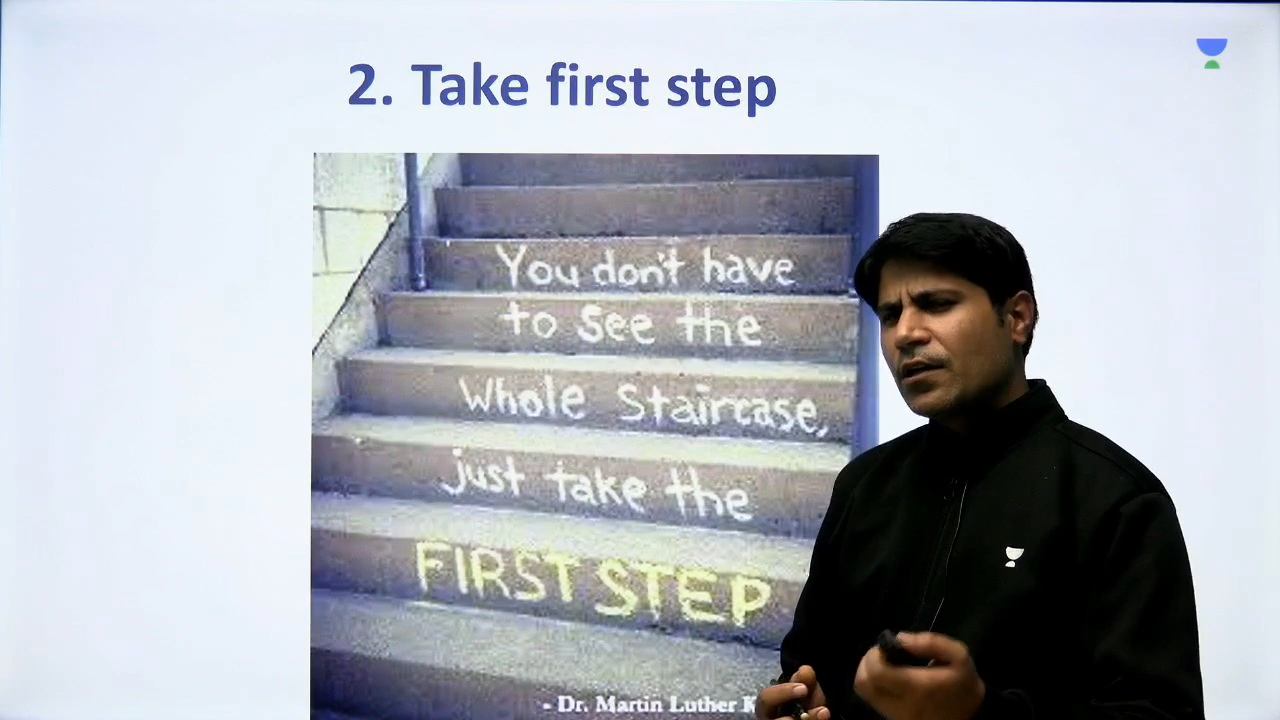 2. Take first step
You don't have
to see the
Whole Staircase,
just take the
FIRST STEP
- Dr. Martin Luther K